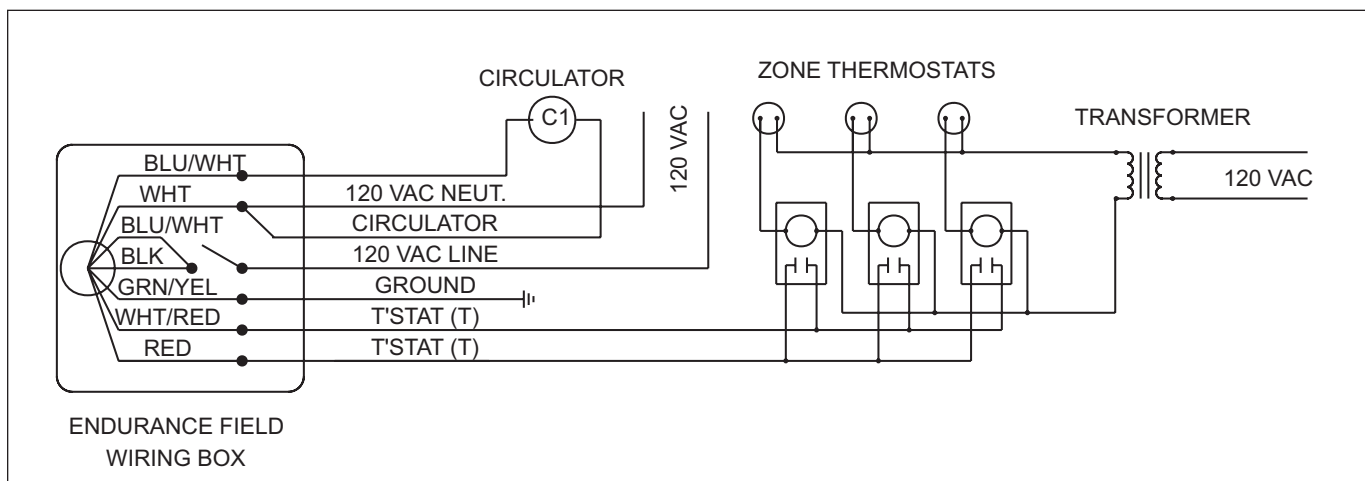 CIRCULATOR
C1
120 VAC
ZONE THERMOSTATS
TRANSFORMER
120 VAC
BLU/WHT
WHT
120 VAC NEUT.
BLU/WHT
CIRCULATOR
BLK
120 VAC LINE
GRN/YEL
GROUND
WHT/RED
T'STAT (T)
RED
T'STAT (T)
ENDURANCE FIELD
WIRING BOX